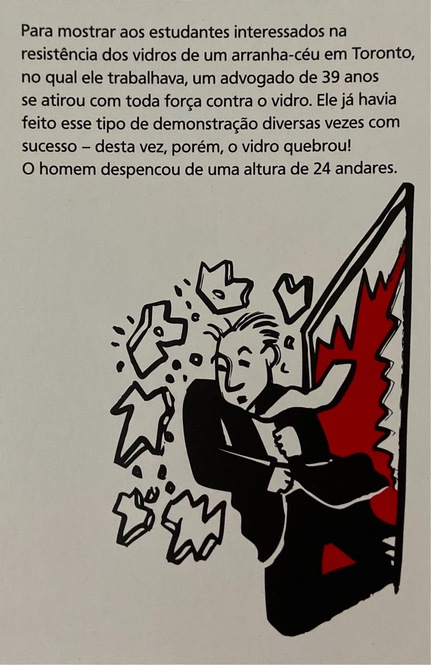 Para mostrar aos estudantes interessados na
resistência dos vidros de um arranha-céu em Toronto,
no qual ele trabalhava, um advogado de 39 anos
se atirou com toda força contra o vidro. Ele já havia
feito esse tipo de demonstração diversas vezes com
sucesso – desta vez, porém, o vidro quebrou!
O homem despencou de uma altura de 24 andares.